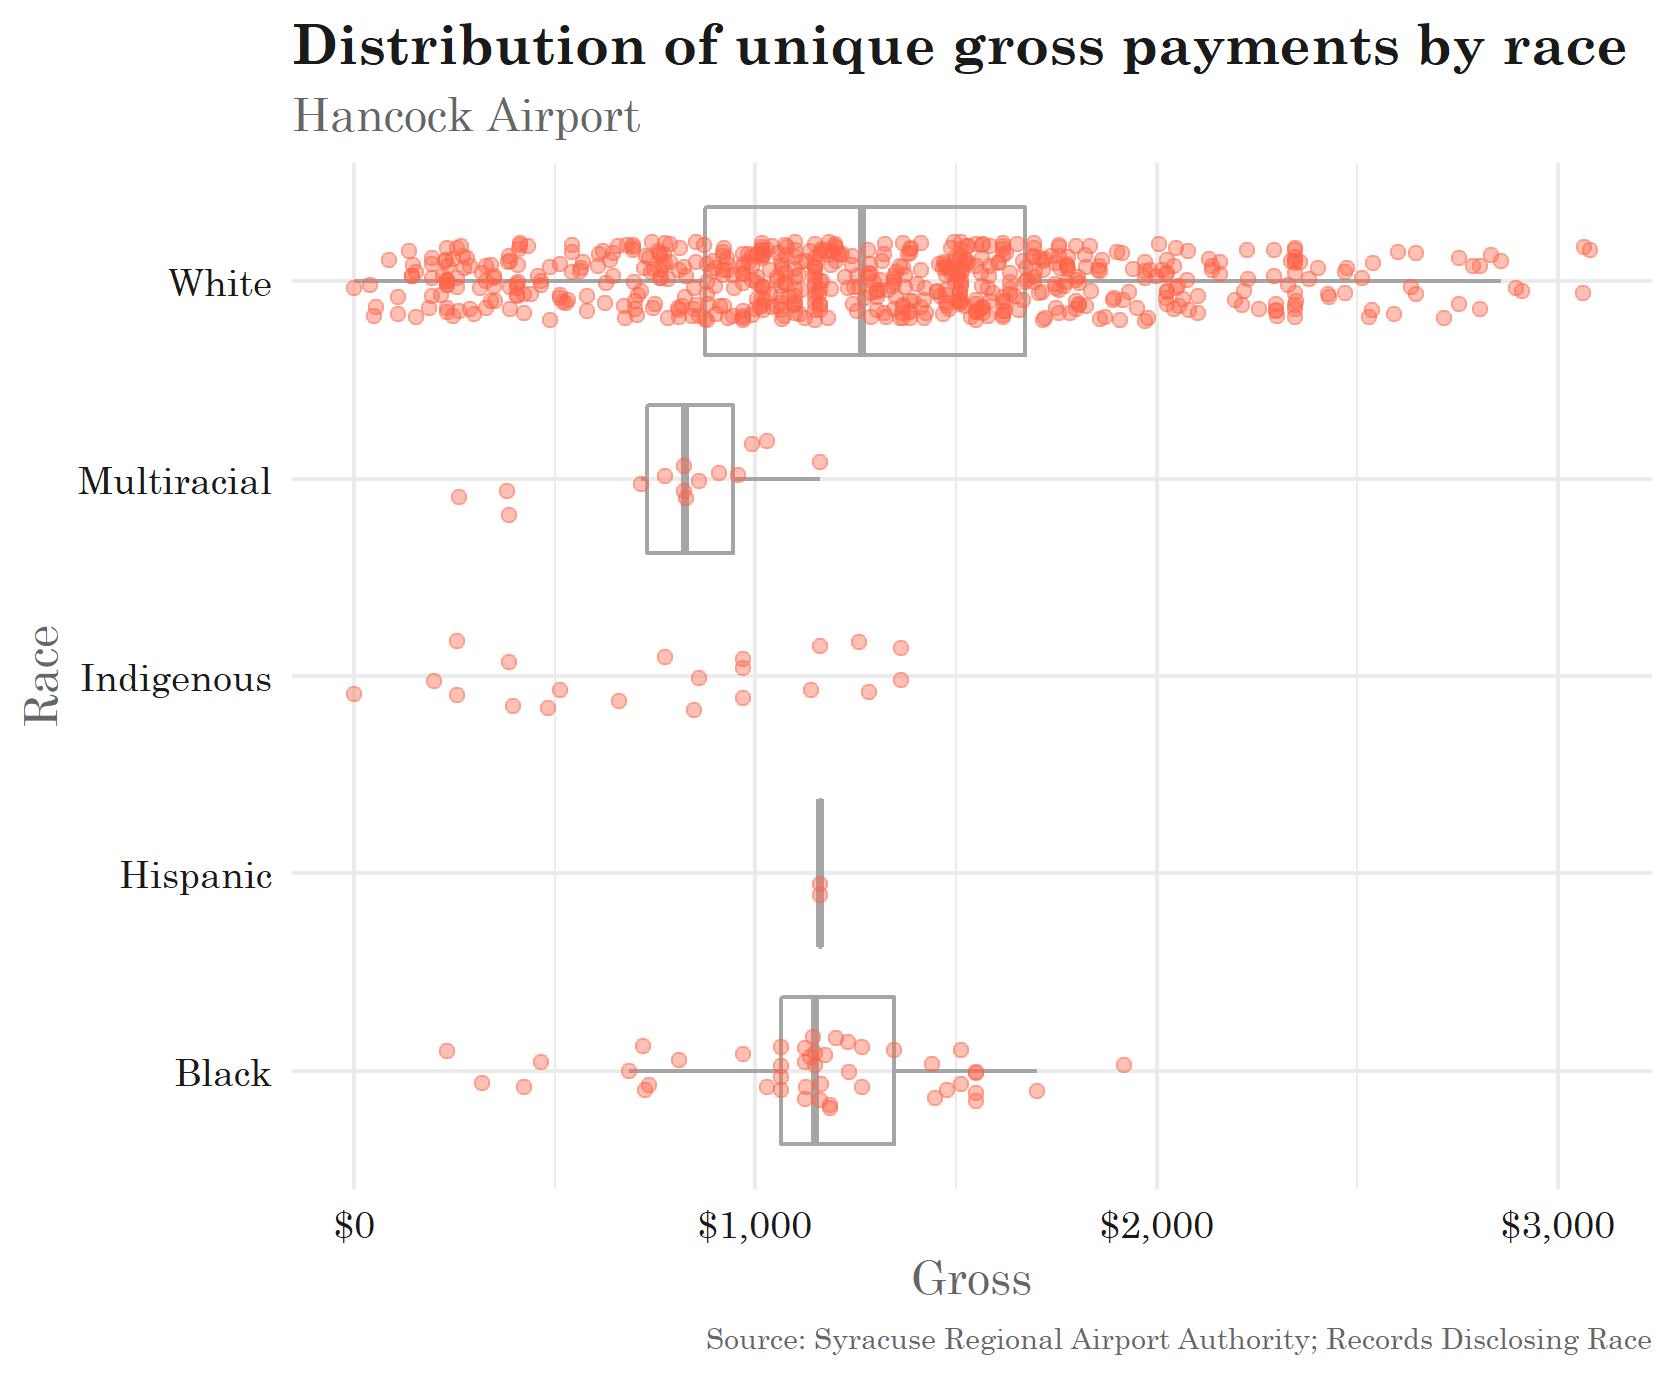 Distribution of unique gross payments by race
Hancock Airport
White
Multiracial
Indigenous
Hispanic
Black
Race
$0
$1,000
$2,000
$3,000
Gross
Source: Syracuse Regional Airport Authority; Records Disclosing Race